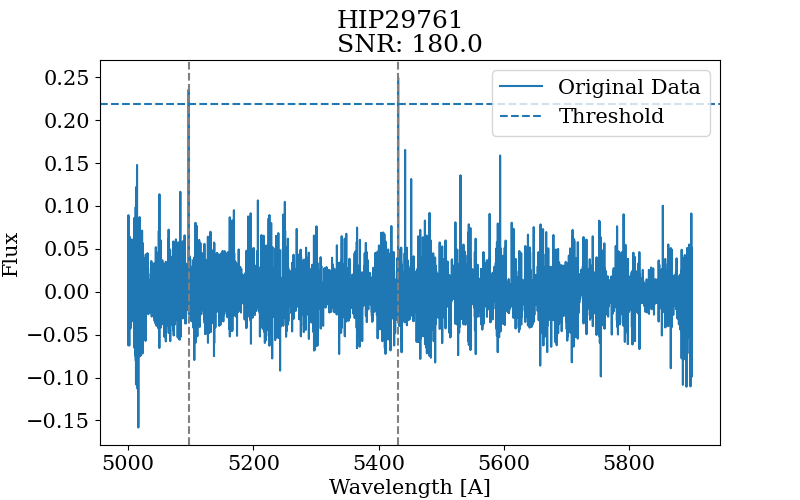 HIP29761
SNR: 180.0
Original Data
Threshold
0.25
0.20
0.15
0.10
0.05
0.00
−0.05
−0.10
−0.15
Flux
5000 5200 5400 5600 5800
Wavelength [A]